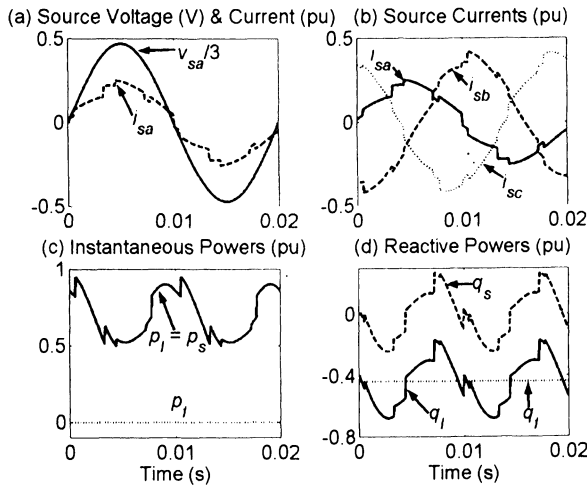 (a) Source Voltage (V) & Current (pu)
0.5
0
-0.5
v_sa/3
i_sa
0 0.01 0.02
(b) Source Currents (pu)
0.5
0
-0.5
i_sa
i_sb
i_sc
0 0.01 0.02
(c) Instantaneous Powers (pu)
1
0.5
0
p_l = p_s
p_f
0 0.01 0.02
Time (s)
(d) Reactive Powers (pu)
0
-0.4
-0.8
q_s
q_l
q_f
0 0.01 0.02
Time (s)